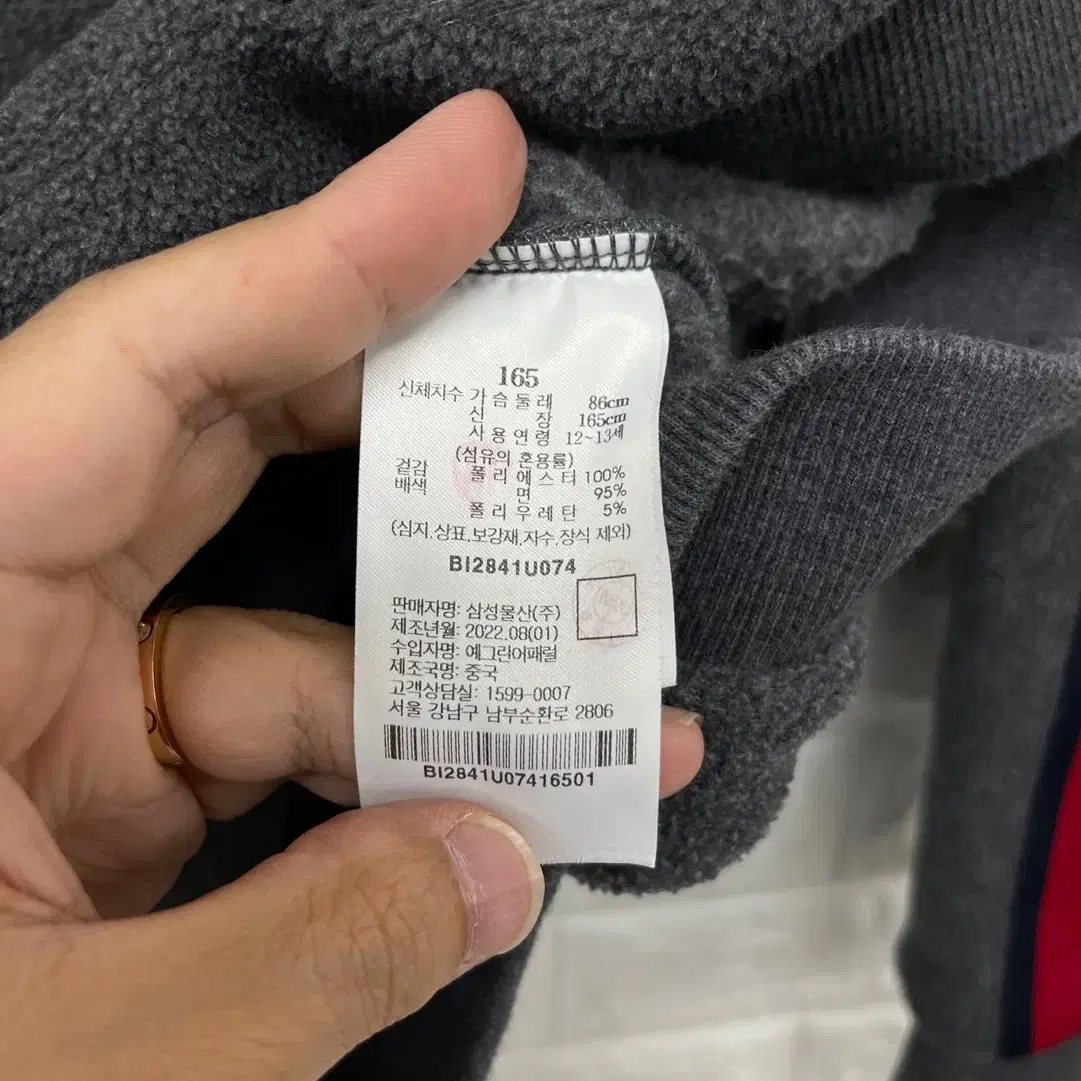 165
신체치수 가 슴 둘 레 86cm
신 장 165cm
사 용 연 령 12~13세
(섬유의 혼용률)
겉감 폴 리 에 스 터 100%
배색 면 95%
폴 리 우 레 탄 5%
(심지,상표,보강재,자수,장식 제외)
BI2841U074
판매자명: 삼성물산(주)
제조년월: 2022.08(01)
수입자명: 예그린어패럴
제조국명: 중국
고객상담실: 1599-0007
서울 강남구 남부순환로 2806
BI2841U07416501